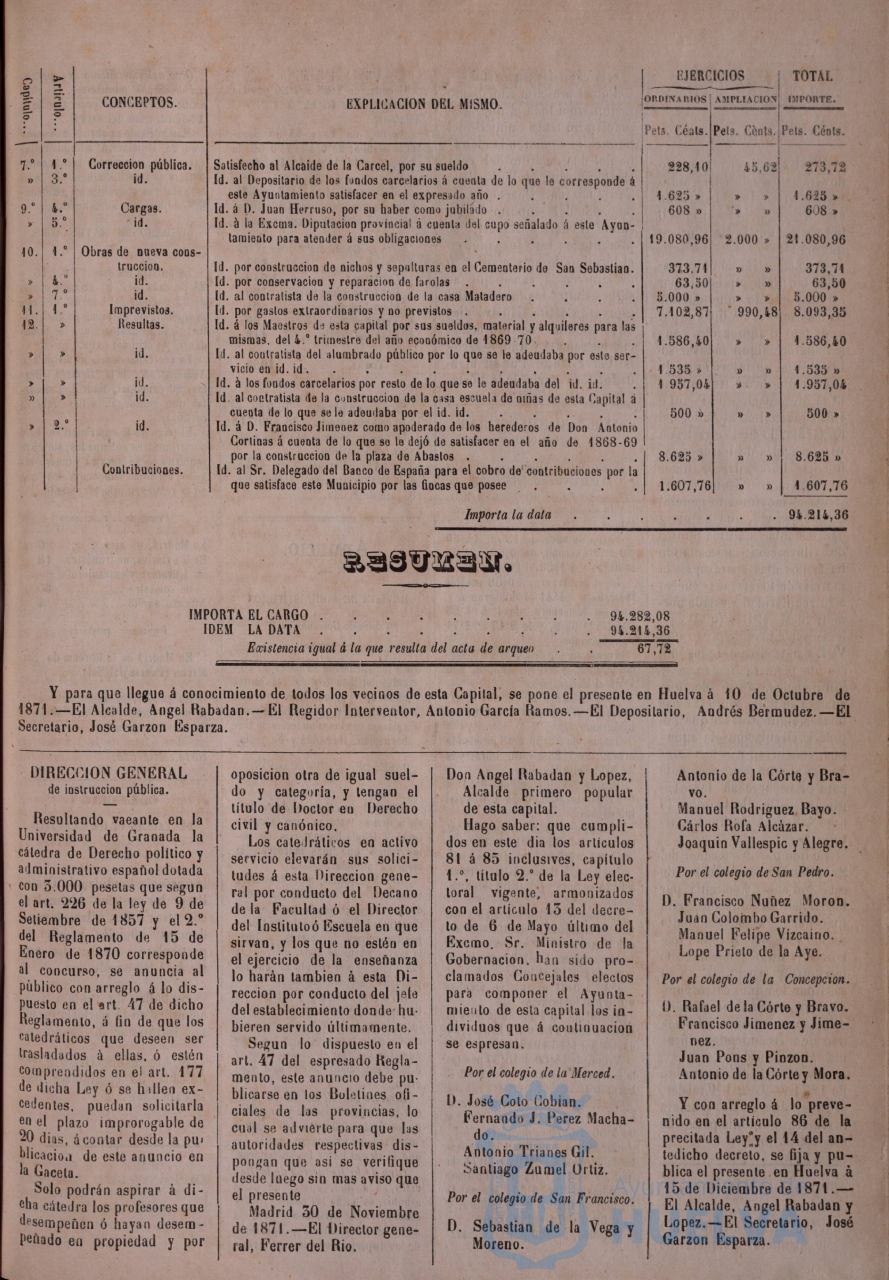 EJERCICIOS TOTAL
Capítulo... Artículo... CONCEPTOS. EXPLICACION DEL MISMO. ORDINARIOS AMPLIACION IMPORTE.
Pets. Cénts. Pets. Cènts. Pets. Cénts.
7.º 1.º Correccion pública. Satisfecho al Alcaide de la Carcel, por su sueldo . . . . . 228,10 45,62 273,72
» 3.º id. Id. al Depositario de los fondos carcelarios á cuenta de lo que le corresponde á
este Ayuntamiento satisfacer en el expresado año . . . . . 1.625 » » » 1.625 »
9.º 4.º Cargas. Id. á D. Juan Herruso, por su haber como jubilado . . . . . 608 » » » 608 »
» 5.º id. Id. à la Excma. Diputacion provincial á cuenta del cupo señalado á este Ayun-
tamiento para atender á sus obligaciones . . . . . . 19.080,96 2.000 » 21.080,96
10. 1.º Obras de nueva cons-
truccion. Id. por construccion de nichos y sepulturas en el Cementerio de San Sebastian. 373,71 » » 373,71
» 4.º id. Id. por conservacion y reparacion de farolas . . . . . . 63,50 » » 63,50
» 7.º id. Id. al contratista de la construccion de la casa Matadero . . . . 5.000 » » » 5.000 »
11. 1.º Imprevistos. Id. por gastos extraordinarios y no previstos . . . . . . 7.102,87 990,48 8.093,35
12. » Resultas. Id. á los Maestros de esta capital por sus sueldos, material y alquileres para las
mismas, del 4.º trimestre del año económico de 1869-70. . . . . 1.586,40 » » 1.586,40
» » id. Id. al contratista del alumbrado público por lo que se le adeudaba por este ser-
vicio en id. id. . . . . . . . . . 1.535 » » » 1.535 »
» » id. Id. à los fondos carcelarios por resto de lo que se le adeudaba del id. id. . 1 957,04 » » 1.957,04
» » id. Id. al contratista de la construccion de la casa escuela de niñas de esta Capital á
cuenta de lo que se le adeudaba por el id. id. . . . . . 500 » » » 500 »
» 2.º id. Id. á D. Francisco Jimenez como apoderado de los herederos de Don Antonio
Cortinas á cuenta de lo que se le dejó de satisfacer en el año de 1868-69
por la construccion de la plaza de Abastos . . . . . . 8.625 » » » 8.625 »
Contribuciones. Id. al Sr. Delegado del Banco de España para el cobro de contribuciones por la
que satisface este Municipio por las fincas que posee . . . . . 1.607,76 » » 1.607,76
Importa la data . . . . . . . . 94.214,36
RESUMEN.
IMPORTA EL CARGO . . . . . . . . . 94.282,08
IDEM LA DATA . . . . . . . . . 94.214,36
Existencia igual á la que resulta del acta de arqueo . . 67,72
Y para que llegue á conocimiento de todos los vecinos de esta Capital, se pone el presente en Huelva à 10 de Octubre de
1871.—El Alcalde, Angel Rabadan.—El Regidor Interventor, Antonio García Ramos.—El Depositario, Andrés Bermudez.—El
Secretario, José Garzon Esparza.
DIRECCION GENERAL
de instruccion pública.
Resultando vacante en la
Universidad de Granada la
cátedra de Derecho político y
administrativo español dotada
con 3.000 pesetas que segun
el art. 226 de la ley de 9 de
Setiembre de 1857 y el 2.º
del Reglamento de 15 de
Enero de 1870 corresponde
al concurso, se anuncia al
público con arreglo á lo dis-
puesto en el art. 47 de dicho
Reglamento, á fin de que los
catedráticos que deseen ser
trasladados à ellas, ó estén
comprendidos en el art. 177
de dicha Ley ó se hallen ex-
cedentes, puedan solicitarla
en el plazo improrogable de
20 dias, á contar desde la pu-
blicacion de este anuncio en
la Gaceta.
Solo podrán aspirar á di-
cha cátedra los profesores que
desempeñen ó hayan desem-
peñado en propiedad y por
oposicion otra de igual suel-
do y categoría, y tengan el
título de Doctor en Derecho
civil y canónico.
Los catedráticos en activo
servicio elevarán sus solici-
tudes á esta Direccion gene-
ral por conducto del Decano
de la Facultad ó el Director
del Instituto ó Escuela en que
sirvan, y los que no estén en
el ejercicio de la enseñanza
lo harán tambien à esta Di-
reccion por conducto del jefe
del establecimiento donde hu-
bieren servido últimamente.
Segun lo dispuesto en el
art. 47 del espresado Regla-
mento, este anuncio debe pu-
blicarse en los Boletines ofi-
ciales de las provincias, lo
cual se advierte para que las
autoridades respectivas dis-
pongan que asi se verifique
desde luego sin mas aviso que
el presente
Madrid 30 de Noviembre
de 1871.—El Director gene-
ral, Ferrer del Rio.
Don Angel Rabadan y Lopez,
Alcalde primero popular
de esta capital.
Hago saber: que cumpli-
dos en este dia los artículos
81 á 85 inclusives, capítulo
1.º, título 2.º de la Ley elec-
toral vigente, armonizados
con el artículo 13 del decre-
to de 6 de Mayo último del
Excmo. Sr. Ministro de la
Gobernacion, han sido pro-
clamados Concejales electos
para componer el Ayunta-
miento de esta capital los in-
dividuos que á continuacion
se espresan.
Por el colegio de la Merced.
D. José Coto Cobian.
Fernando J. Perez Macha-
do.
Antonio Trianes Gil.
Santiago Zumel Ortiz.
Por el colegio de San Francisco.
D. Sebastian de la Vega y
Moreno.
Antonio de la Córte y Bra-
vo.
Manuel Rodriguez Bayo.
Cárlos Rofa Alcàzar.
Joaquin Vallespic y Alegre.
Por el colegio de San Pedro.
D. Francisco Nuñez Moron.
Juan Colombo Garrido.
Manuel Felipe Vizcaino.
Lope Prieto de la Aye.
Por el colegio de la Concepcion.
D. Rafael de la Córte y Bravo.
Francisco Jimenez y Jime-
nez.
Juan Pons y Pinzon.
Antonio de la Córte y Mora.
Y con arreglo á lo preve-
nido en el artículo 86 de la
precitada Ley y el 14 del an-
tedicho decreto, se fija y pu-
blica el presente en Huelva à
15 de Diciembre de 1871.—
El Alcalde, Angel Rabadan y
Lopez.—El Secretario, José
Garzon Esparza.